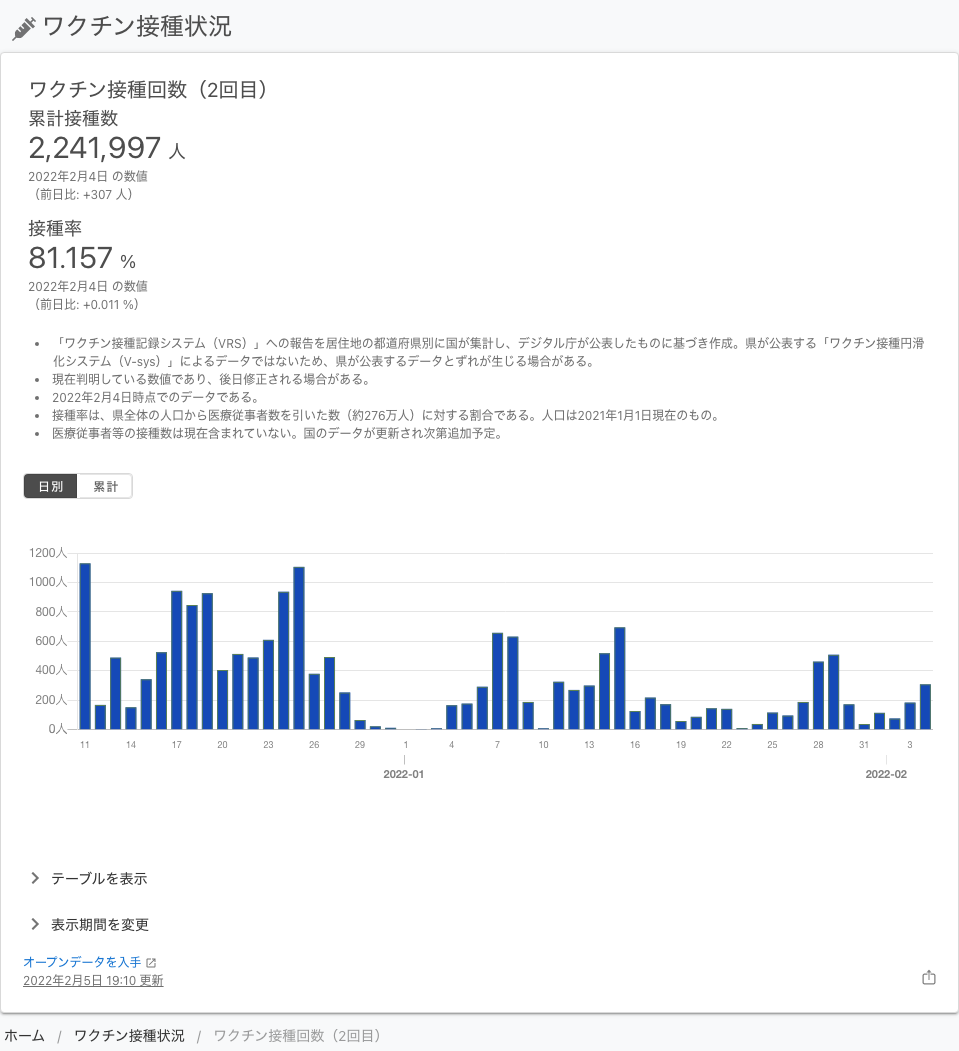 ワクチン接種状況
ワクチン接種回数（2回目）
累計接種数
2,241,997 人
2022年2月4日 の数値
（前日比: +307 人）
接種率
81.157 %
2022年2月4日 の数値
（前日比: +0.011 %）
• 「ワクチン接種記録システム（VRS）」への報告を居住地の都道府県別に国が集計し、デジタル庁が公表したものに基づき作成。県が公表する「ワクチン接種円滑
化システム（V-sys）」によるデータではないため、県が公表するデータとずれが生じる場合がある。
• 現在判明している数値であり、後日修正される場合がある。
• 2022年2月4日時点でのデータである。
• 接種率は、県全体の人口から医療従事者数を引いた数（約276万人）に対する割合である。人口は2021年1月1日現在のもの。
• 医療従事者等の接種数は現在含まれていない。国のデータが更新され次第追加予定。
日別 累計
1200人
1000人
800人
600人
400人
200人
0人
11 14 17 20 23 26 29 1 4 7 10 13 16 19 22 25 28 31 3
2022-01 2022-02
テーブルを表示
表示期間を変更
オープンデータを入手
2022年2月5日 19:10 更新
ホーム / ワクチン接種状況 / ワクチン接種回数（2回目）